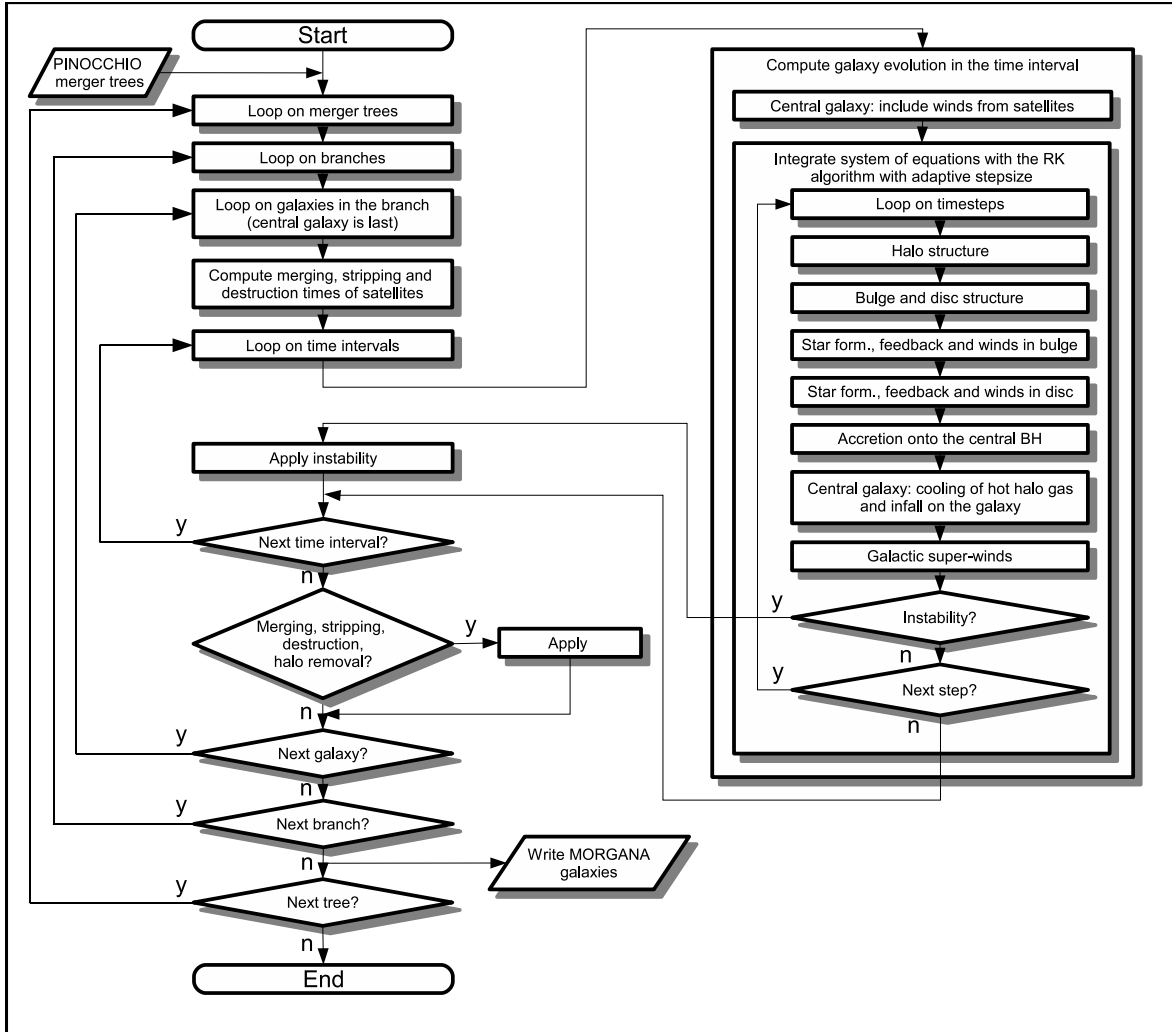 Start
PINOCCHIO
merger trees
Loop on merger trees
Loop on branches
Loop on galaxies in the branch
(central galaxy is last)
Compute merging, stripping and
destruction times of satellites
Loop on time intervals
Apply instability
y
Next time interval?
n
Merging, stripping,
destruction,
halo removal?
y
Apply
n
y
Next galaxy?
n
y
Next branch?
n
Write MORGANA
galaxies
y
Next tree?
n
End
Compute galaxy evolution in the time interval
Central galaxy: include winds from satellites
Integrate system of equations with the RK
algorithm with adaptive stepsize
Loop on timesteps
Halo structure
Bulge and disc structure
Star form., feedback and winds in bulge
Star form., feedback and winds in disc
Accretion onto the central BH
Central galaxy: cooling of hot halo gas
and infall on the galaxy
Galactic super-winds
y
Instability?
n
y
Next step?
n